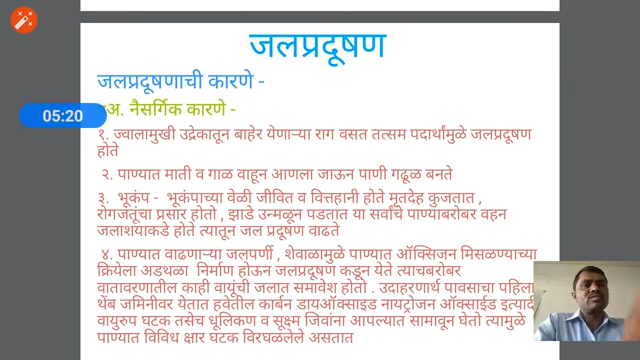 जलप्रदूषण
जलप्रदूषणाची कारणे -
अ. नैसर्गिक कारणे -
05:20
१. ज्वालामुखी उद्रेकातून बाहेर येणाऱ्या राग वसत तत्सम पदार्थांमुळे जलप्रदूषण
होते
२. पाण्यात माती व गाळ वाहून आणला जाऊन पाणी गढूळ बनते
३. भूकंप - भूकंपाच्या वेळी जीवित व वित्तहानी होते मृतदेह कुजतात ,
रोगजंतूंचा प्रसार होतो , झाडे उन्मळून पडतात या सर्वांचे पाण्याबरोबर वहन
जलाशयाकडे होते त्यातून जल प्रदूषण वाढते
४. पाण्यात वाढणाऱ्या जलपर्णी , शेवाळामुळे पाण्यात ऑक्सिजन मिसळण्याच्या
क्रियेला अडथळा निर्माण होऊन जलप्रदूषण कडून येते त्याचबरोबर
वातावरणातील काही वायूंची जलात समावेश होतो . उदाहरणार्थ पावसाचा पहिला
थेंब जमिनीवर येतात हवेतील कार्बन डायऑक्साइड नायट्रोजन ऑक्साईड इत्यादी
वायुरुप घटक तसेच धूलिकण व सूक्ष्म जिवांना आपल्यात सामावून घेतो त्यामुळे
पाण्यात विविध क्षार घटक विरघळलेले असतात